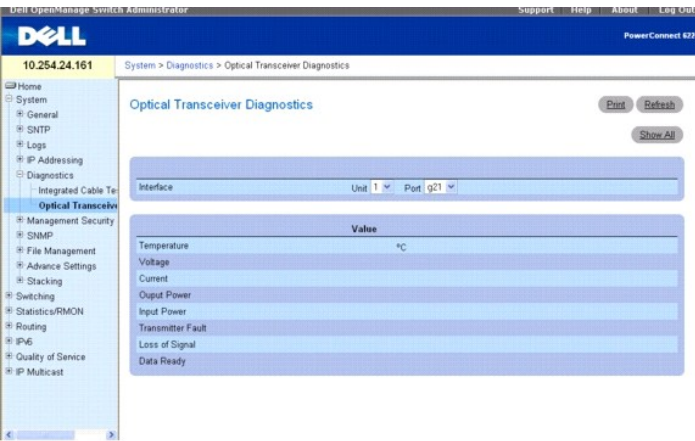 Dell OpenManage Switch Administrator Support Help About Log Out
DELL
PowerConnect 622
10.254.24.161
System > Diagnostics > Optical Transceiver Diagnostics
Home
System
General
SNTP
Logs
IP Addressing
Diagnostics
Integrated Cable Te
Optical Transceive
Management Security
SNMP
File Management
Advance Settings
Stacking
Switching
Statistics/RMON
Routing
IPv6
Quality of Service
IP Multicast
Optical Transceiver Diagnostics
Print Refresh
Show All
Interface Unit 1 Port g21
Value
Temperature °C
Voltage
Current
Ouput Power
Input Power
Transmitter Fault
Loss of Signal
Data Ready